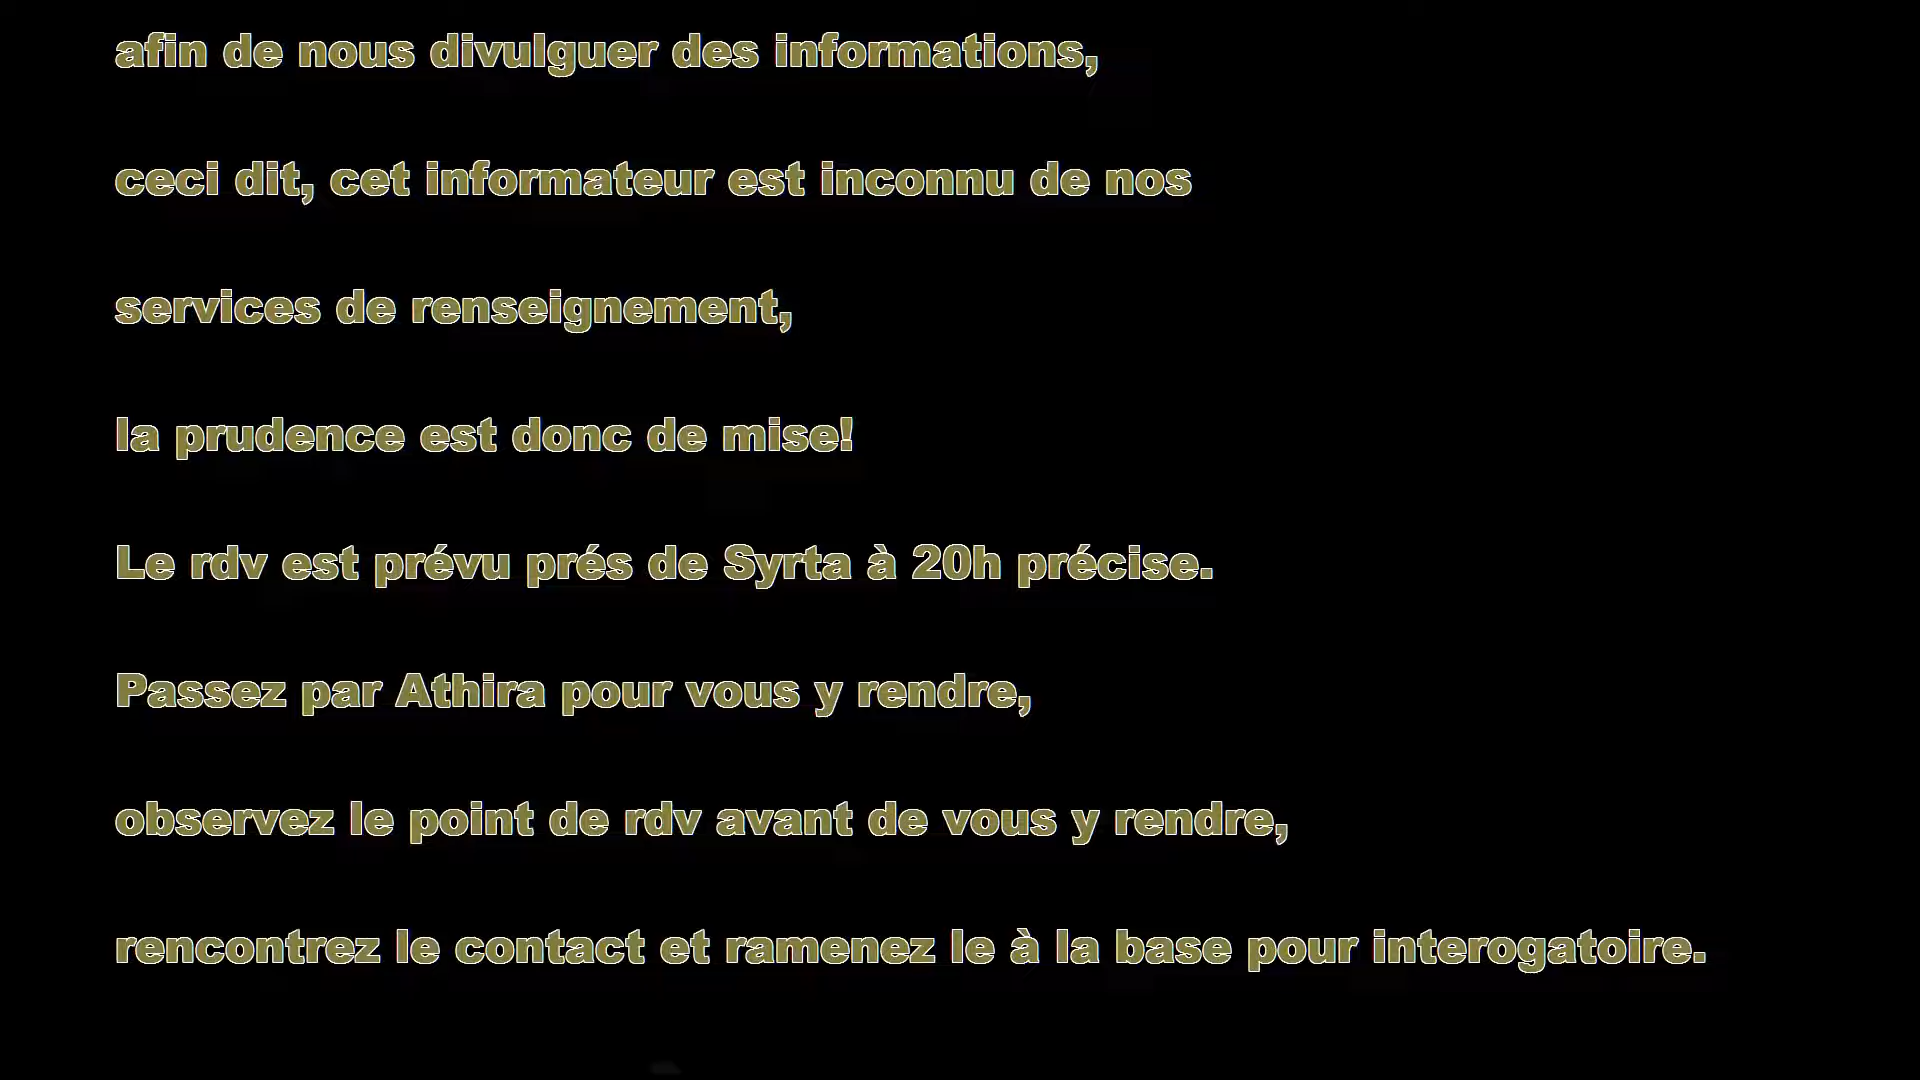 afin de nous divulguer des informations,
ceci dit, cet informateur est inconnu de nos
services de renseignement,
la prudence est donc de mise!
Le rdv est prévu prés de Syrta à 20h précise.
Passez par Athira pour vous y rendre,
observez le point de rdv avant de vous y rendre,
rencontrez le contact et ramenez le à la base pour interogatoire.